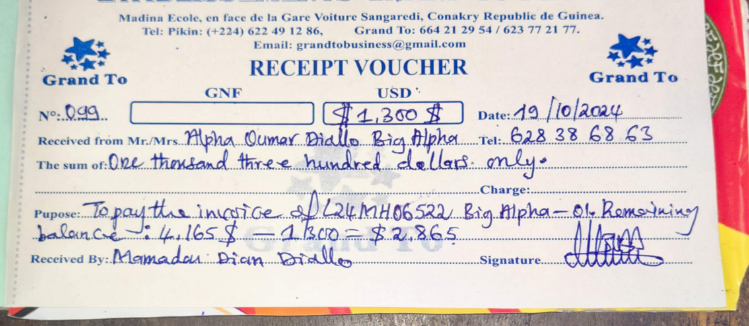 Madina Ecole, en face de la Gare Voiture Sangaredi, Conakry Republic de Guinea.
Tel: Pikin: (+224) 622 49 12 86, Grand To: 664 21 29 54 / 623 77 21 77.
Email: grandtobusiness@gmail.com
Grand To RECEIPT VOUCHER Grand To
GNF USD
N°: 099 $ 1,300 $ Date: 19/10/2024
Received from Mr./Mrs. Alpha Oumar Diallo Big Alpha Tel: 628 38 68 63
The sum of: One thousand three hundred dollars only.
Charge:
Pupose: To pay the invoice of L24MH06522 Big Alpha - 01. Remaining
balance : 4,165 $ - 1300 = $ 2,865
Grand To
Received By: Mamadou Dian Diallo Signature